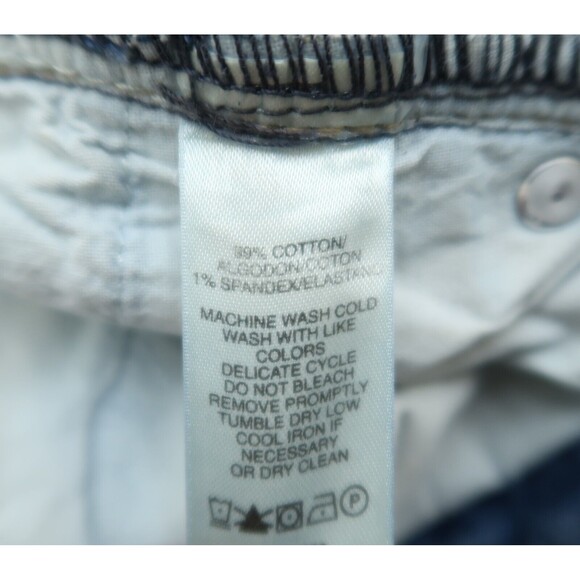 99% COTTON/
ALGODON/COTON
1% SPANDEX/ELASTANO
MACHINE WASH COLD
WASH WITH LIKE
COLORS
DELICATE CYCLE
DO NOT BLEACH
REMOVE PROMPTLY
TUMBLE DRY LOW
COOL IRON IF
NECESSARY
OR DRY CLEAN
P